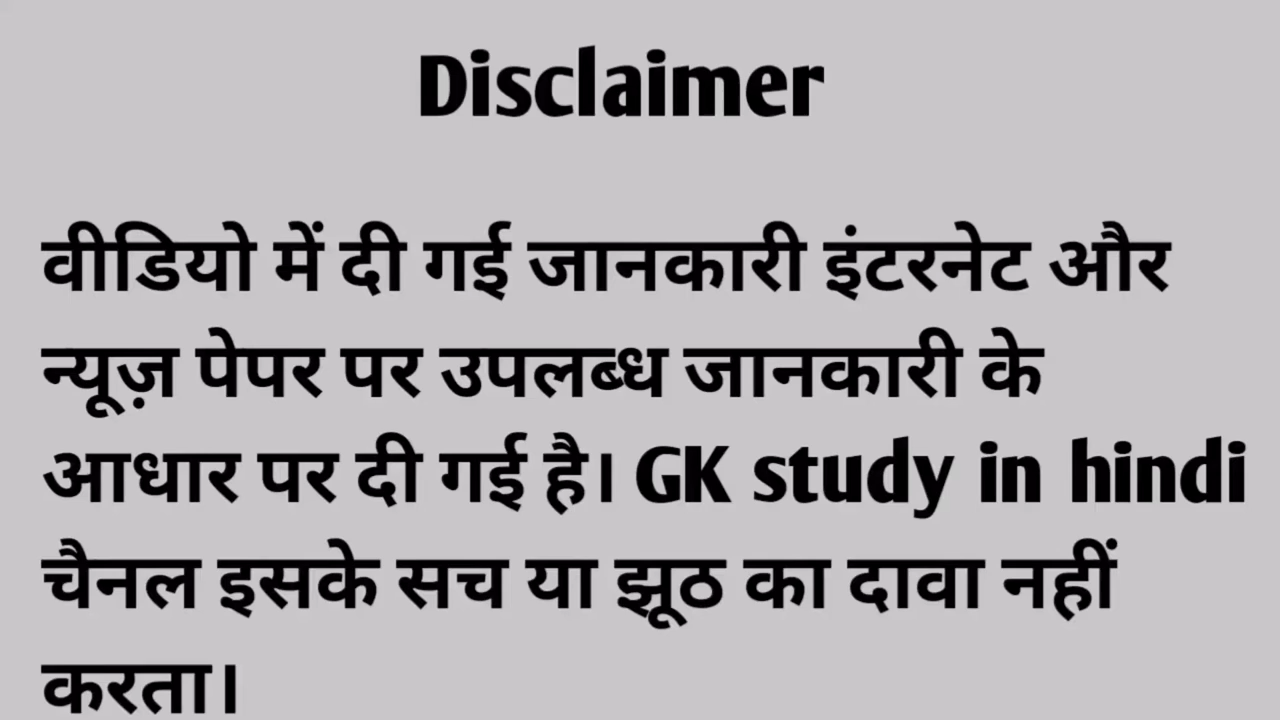 Disclaimer
वीडियो में दी गई जानकारी इंटरनेट और
न्यूज़ पेपर पर उपलब्ध जानकारी के
आधार पर दी गई है। GK study in hindi
चैनल इसके सच या झूठ का दावा नहीं
करता।